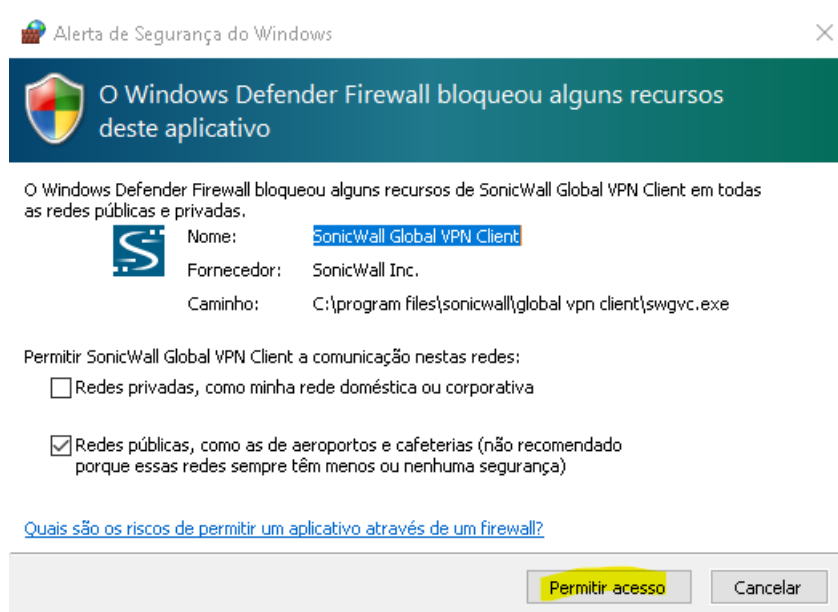 Alerta de Segurança do Windows
O Windows Defender Firewall bloqueou alguns recursos
deste aplicativo
O Windows Defender Firewall bloqueou alguns recursos de SonicWall Global VPN Client em todas
as redes públicas e privadas.
Nome: SonicWall Global VPN Client
Fornecedor: SonicWall Inc.
Caminho: C:\program files\sonicwall\global vpn client\swgvc.exe
Permitir SonicWall Global VPN Client a comunicação nestas redes:
Redes privadas, como minha rede doméstica ou corporativa
Redes públicas, como as de aeroportos e cafeterias (não recomendado
porque essas redes sempre têm menos ou nenhuma segurança)
Quais são os riscos de permitir um aplicativo através de um firewall?
Permitir acesso Cancelar